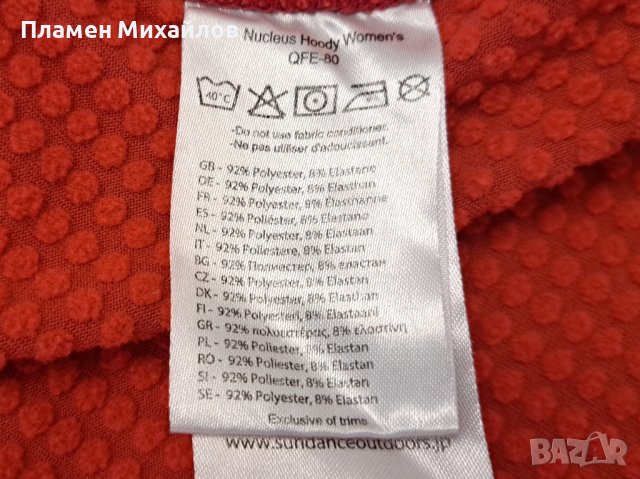 Пламен Михайлов
Nucleus Hoody Women's
QFE-80
40°C
-Do not use fabric conditioner.
-Ne pas utiliser d'adoucissant.
GB - 92% Polyester, 8% Elastane
DE - 92% Polyester, 8% Elasthan
FR - 92% Polyester, 8% Elasthanne
ES - 92% Poliéster, 8% Elastano
NL - 92% Polyester, 8% Elastaan
IT - 92% Poliestere, 8% Elastan
BG - 92% Полиестер, 8% еластан
CZ - 92% Polyester, 8% Elastan
DK - 92% Polyester, 8% Elasthan
FI - 92% Polyesteri, 8% Elastaani
GR - 92% πολυεστέρας, 8% ελαστίνη
PL - 92% Poliester, 8% Elastan
RO - 92% Poliester, 8% Elastan
SI - 92% Poliester, 8% Elastan
SE - 92% Polyester, 8% Elastan
Exclusive of trims
www.sundanceoutdoors.jp
BAZAR